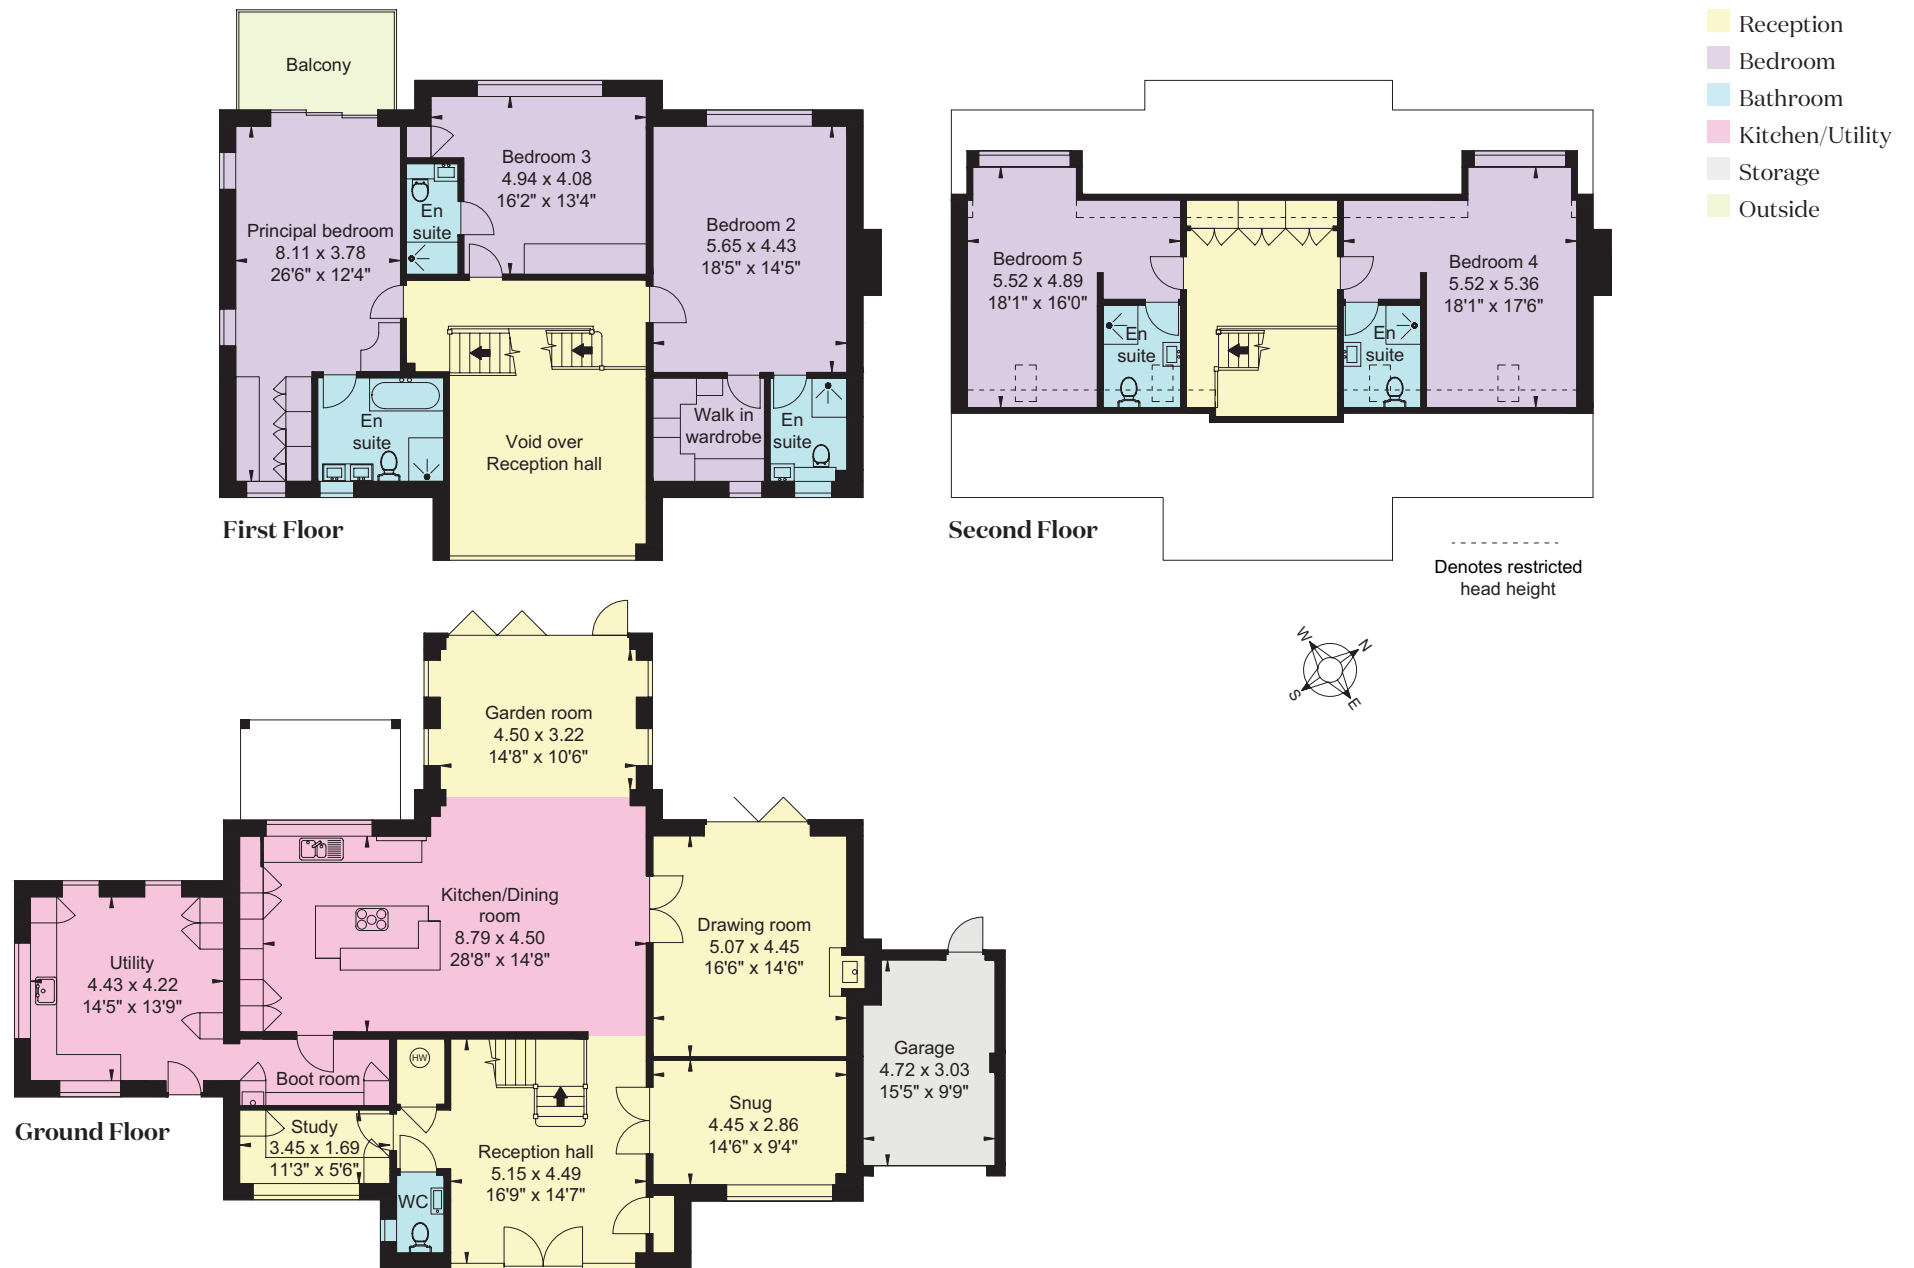 Balcony
Principal bedroom
8.11 x 3.78
26'6" x 12'4"
Bedroom 3
4.94 x 4.08
16'2" x 13'4"
En
suite
Bedroom 2
5.65 x 4.43
18'5" x 14'5"
En
suite
Void over
Reception hall
Walk in
wardrobe
En
suite
First Floor
Bedroom 5
5.52 x 4.89
18'1" x 16'0"
En
suite
Bedroom 4
5.52 x 5.36
18'1" x 17'6"
En
suite
Second Floor
Denotes restricted
head height
Reception
Bedroom
Bathroom
Kitchen/Utility
Storage
Outside
W
N
S
E
Garden room
4.50 x 3.22
14'8" x 10'6"
Kitchen/Dining
room
8.79 x 4.50
28'8" x 14'8"
Drawing room
5.07 x 4.45
16'6" x 14'6"
Utility
4.43 x 4.22
14'5" x 13'9"
Boot room
HW
Garage
4.72 x 3.03
15'5" x 9'9"
Snug
4.45 x 2.86
14'6" x 9'4"
Study
3.45 x 1.69
11'3" x 5'6"
Reception hall
5.15 x 4.49
16'9" x 14'7"
WC
Ground Floor